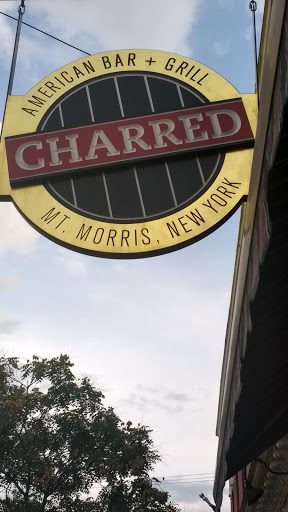 AMERICAN BAR + GRILL
CHARRED
MT. MORRIS, NEW YORK